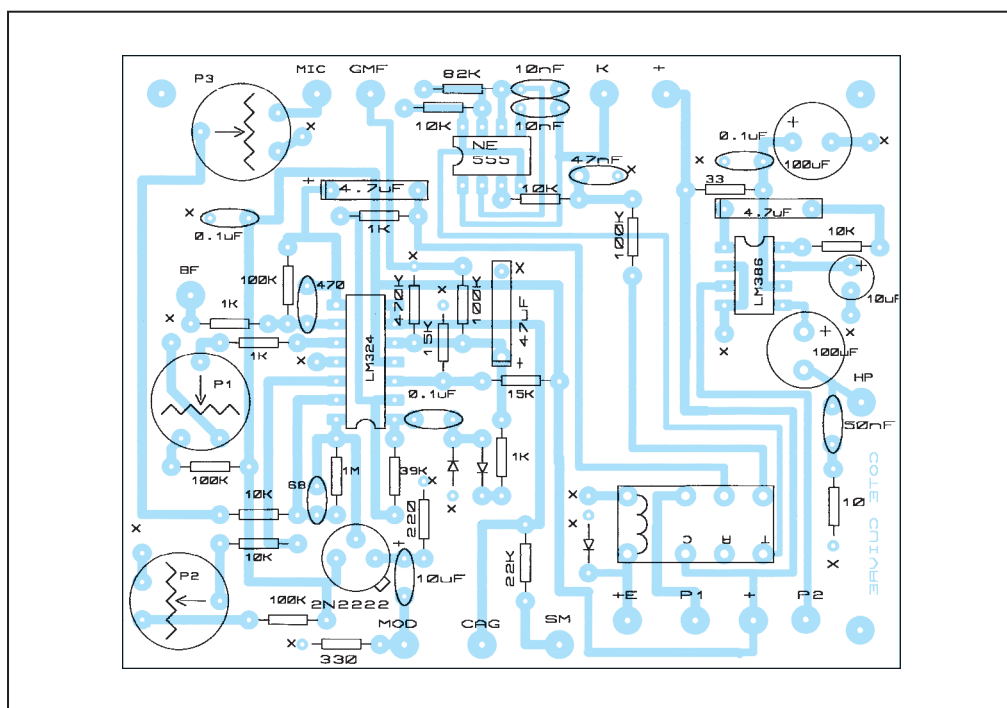 P3
MIC
GMF
82K
10nF
K
+
10K
10nF
NE
555
47nF
x
0.1uF
+
100uF
x
+
4.7uF
10K
33
4.7uF
1K
0.1uF
100K
10K
LM386
BF
100K
470
470K
100K
x
4.7uF
+
10uF
1K
15K
1K
LM324
+
100uF
P1
0.1uF
15K
HP
50nF
100K
1M
39K
1K
68
10K
220
10
10K
22K
C
R
T
COTE CUIVRE
P2
+
10uF
100K
2N2222
+E
P1
+
P2
MOD
CAG
SM
x
330